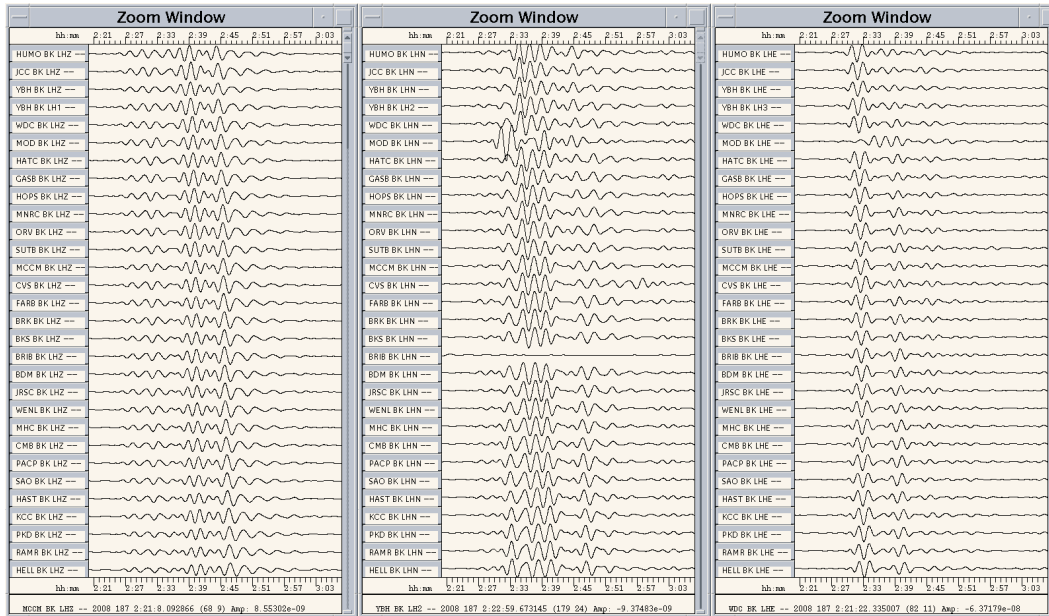 Zoom Window
hh:mm 2:21 2:27 2:33 2:39 2:45 2:51 2:57 3:03
HUMO BK LHZ --
JCC BK LHZ --
YBH BK LHZ --
YBH BK LH1 --
WDC BK LHZ --
MOD BK LHZ --
HATC BK LHZ --
GASB BK LHZ --
HOPS BK LHZ --
MNRC BK LHZ --
ORV BK LHZ --
SUTB BK LHZ --
MCCM BK LHZ --
CVS BK LHZ --
FARB BK LHZ --
BRK BK LHZ --
BKS BK LHZ --
BRIB BK LHZ --
BDM BK LHZ --
JRSC BK LHZ --
WENL BK LHZ --
MHC BK LHZ --
CMB BK LHZ --
PACP BK LHZ --
SAO BK LHZ --
HAST BK LHZ --
KCC BK LHZ --
PKD BK LHZ --
RAMR BK LHZ --
HELL BK LHZ --
hh:mm 2:21 2:27 2:33 2:39 2:45 2:51 2:57 3:03
MCCM BK LHZ -- 2008 187 2:21:8.092866 (68 9) Amp: 8.55302e-09
Zoom Window
hh:mm 2:21 2:27 2:33 2:39 2:45 2:51 2:57 3:03
HUMO BK LHN --
JCC BK LHN --
YBH BK LHN --
YBH BK LH2 --
WDC BK LHN --
MOD BK LHN --
HATC BK LHN --
GASB BK LHN --
HOPS BK LHN --
MNRC BK LHN --
ORV BK LHN --
SUTB BK LHN --
MCCM BK LHN --
CVS BK LHN --
FARB BK LHN --
BRK BK LHN --
BKS BK LHN --
BRIB BK LHN --
BDM BK LHN --
JRSC BK LHN --
WENL BK LHN --
MHC BK LHN --
CMB BK LHN --
PACP BK LHN --
SAO BK LHN --
HAST BK LHN --
KCC BK LHN --
PKD BK LHN --
RAMR BK LHN --
HELL BK LHN --
hh:mm 2:21 2:27 2:33 2:39 2:45 2:51 2:57 3:03
YBH BK LH2 -- 2008 187 2:22:59.673145 (179 24) Amp: -9.37483e-09
Zoom Window
hh:mm 2:21 2:27 2:33 2:39 2:45 2:51 2:57 3:03
HUMO BK LHE --
JCC BK LHE --
YBH BK LHE --
YBH BK LH3 --
WDC BK LHE --
MOD BK LHE --
HATC BK LHE --
GASB BK LHE --
HOPS BK LHE --
MNRC BK LHE --
ORV BK LHE --
SUTB BK LHE --
MCCM BK LHE --
CVS BK LHE --
FARB BK LHE --
BRK BK LHE --
BKS BK LHE --
BRIB BK LHE --
BDM BK LHE --
JRSC BK LHE --
WENL BK LHE --
MHC BK LHE --
CMB BK LHE --
PACP BK LHE --
SAO BK LHE --
HAST BK LHE --
KCC BK LHE --
PKD BK LHE --
RAMR BK LHE --
HELL BK LHE --
hh:mm 2:21 2:27 2:33 2:39 2:45 2:51 2:57 3:03
WDC BK LHE -- 2008 187 2:21:22.335007 (82 11) Amp: -6.37179e-08